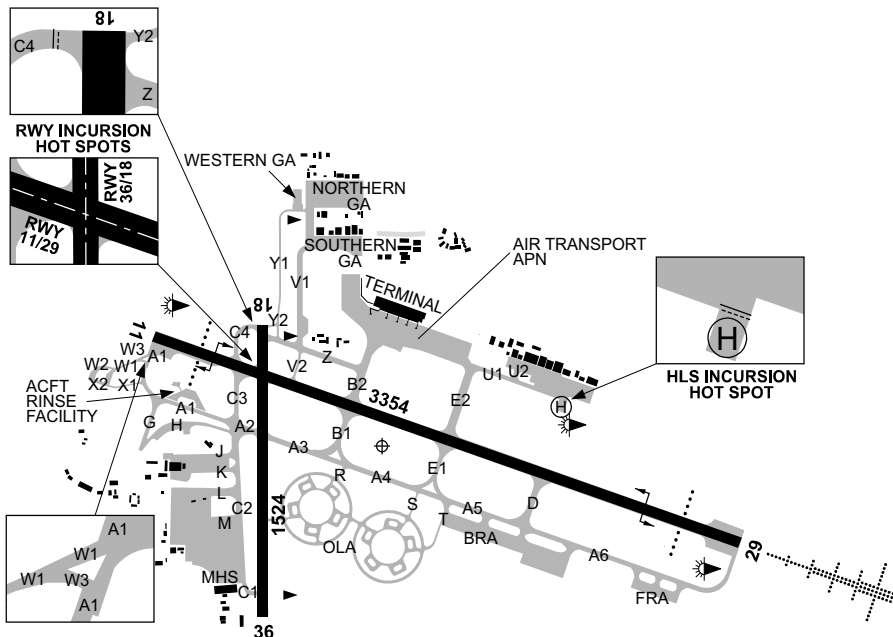 18
C4
Y2
Z
RWY INCURSION
HOT SPOTS
RWY
36/18
RWY
11/29
WESTERN GA
NORTHERN
GA
SOUTHERN
GA
AIR TRANSPORT
APN
TERMINAL
Y1
V1
H
HLS INCURSION
HOT SPOT
18
Y2
C4
11
W3
A1
W2
W1
X2
X1
V2
Z
B2
U1
U2
H
ACFT
RINSE
FACILITY
C3
3354
E2
A1
G
H
A2
B1
A3
J
K
R
A4
E1
L
C2
M
1524
S
T
A5
D
OLA
BRA
A6
29
A1
W1
W1
W3
A1
MHS
C1
FRA
36